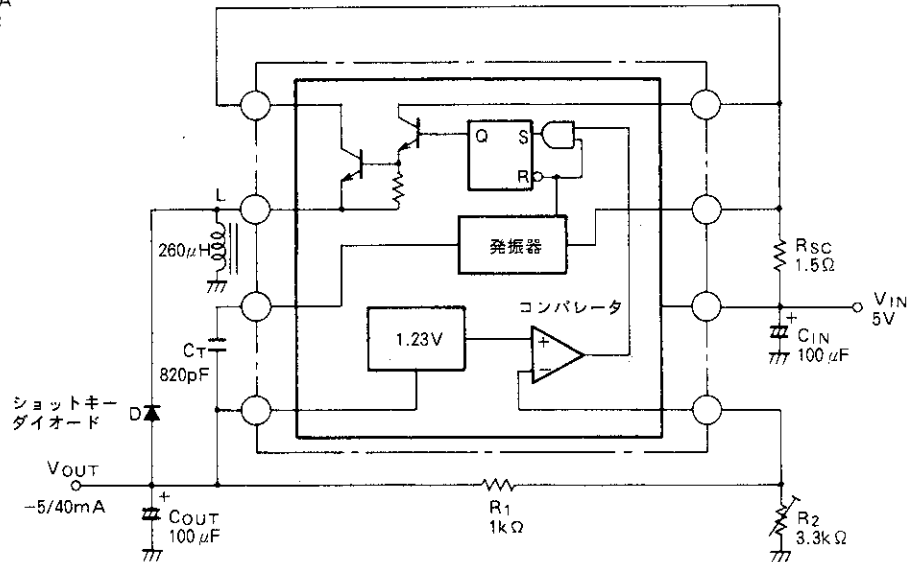 A
Q
S
R
L
260μH
発振器
RSC
1.5Ω
コンパレータ
VIN
5V
1.23V
+
−
+
CIN
100μF
CT
820pF
ショットキー
ダイオード
D
VOUT
−5/40mA
+
COUT
100μF
R1
1kΩ
R2
3.3kΩ